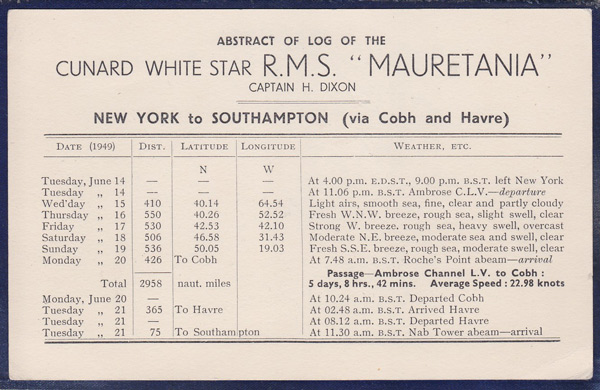 ABSTRACT OF LOG OF THE
CUNARD WHITE STAR R.M.S. "MAURETANIA"
CAPTAIN H. DIXON
NEW YORK to SOUTHAMPTON (via Cobh and Havre)
DATE (1949) DIST. LATITUDE LONGITUDE WEATHER, ETC.
N W
Tuesday, June 14 — — — At 4.00 p.m. E.D.S.T., 9.00 p.m. B.S.T. left New York
Tuesday „ 14 — — — At 11.06 p.m. B.S.T. Ambrose C.L.V.—departure
Wed'day „ 15 410 40.14 64.54 Light airs, smooth sea, fine, clear and partly cloudy
Thursday „ 16 550 40.26 52.52 Fresh W.N.W. breeze, rough sea, slight swell, clear
Friday „ 17 530 42.53 42.10 Strong W. breeze. rough sea, heavy swell, overcast
Saturday „ 18 506 46.58 31.43 Moderate N.E. breeze, moderate sea and swell, clear
Sunday „ 19 536 50.05 19.03 Fresh S.S.E. breeze, rough sea, moderate swell, clear
Monday „ 20 426 To Cobh At 7.48 a.m. B.S.T. Roche's Point abeam—arrival
Passage—Ambrose Channel L.V. to Cobh :
Total 2958 naut. miles 5 days, 8 hrs., 42 mins. Average Speed : 22.98 knots
Monday, June 20 — At 10.24 a.m. B.S.T. Departed Cobh
Tuesday „ 21 365 To Havre At 02.48 a.m. B.S.T. Arrived Havre
Tuesday „ 21 — At 08.12 a.m. B.S.T. Departed Havre
Tuesday „ 21 75 To Southampton At 11.30 a.m. B.S.T. Nab Tower abeam—arrival